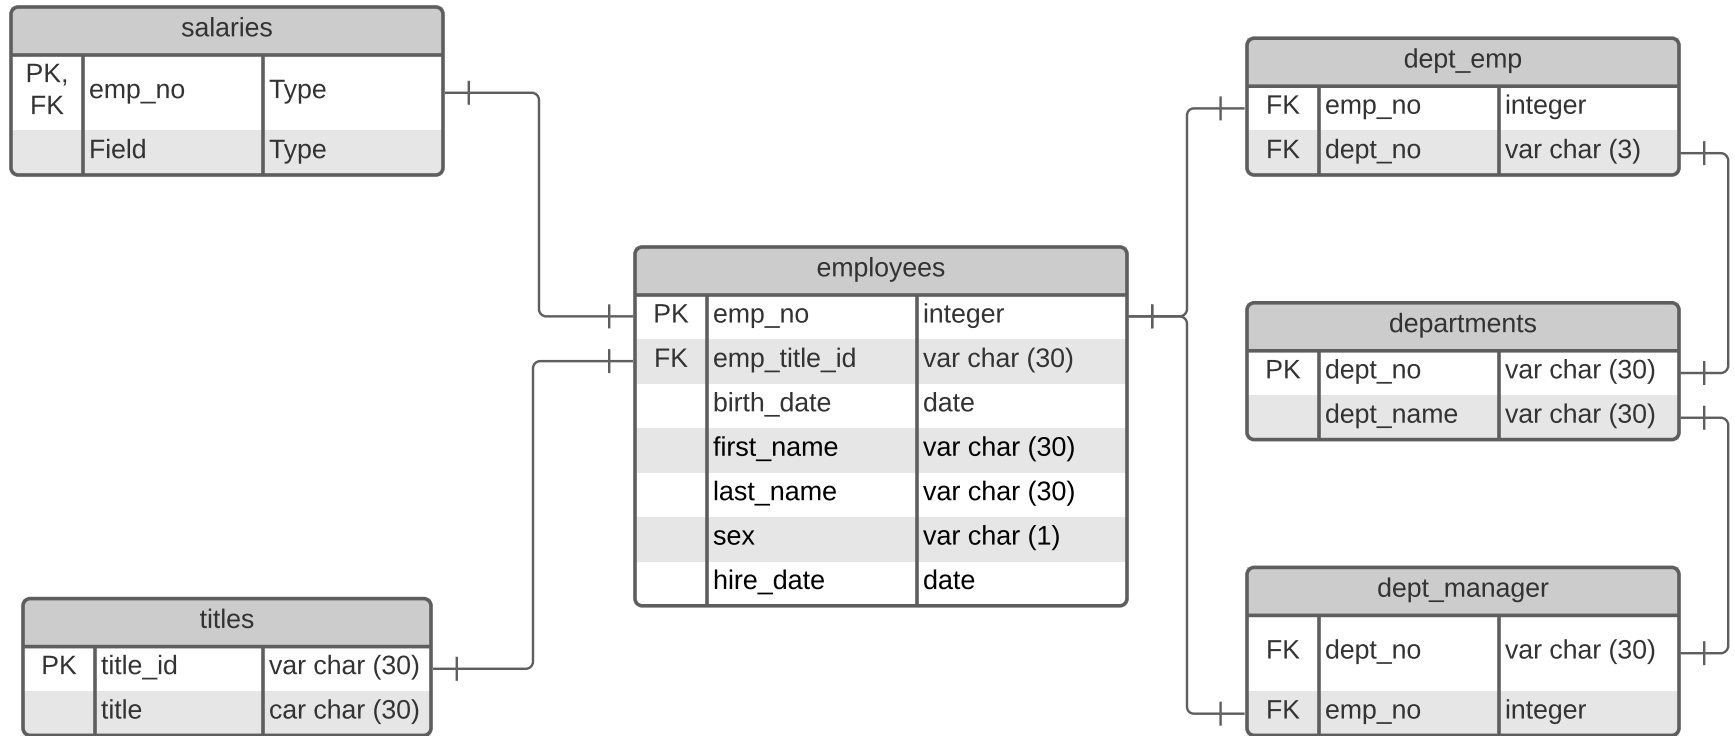 salaries
PK, FK emp_no Type
Field Type
employees
PK emp_no integer
FK emp_title_id var char (30)
birth_date date
first_name var char (30)
last_name var char (30)
sex var char (1)
hire_date date
titles
PK title_id var char (30)
title car char (30)
dept_emp
FK emp_no integer
FK dept_no var char (3)
departments
PK dept_no var char (30)
dept_name var char (30)
dept_manager
FK dept_no var char (30)
FK emp_no integer